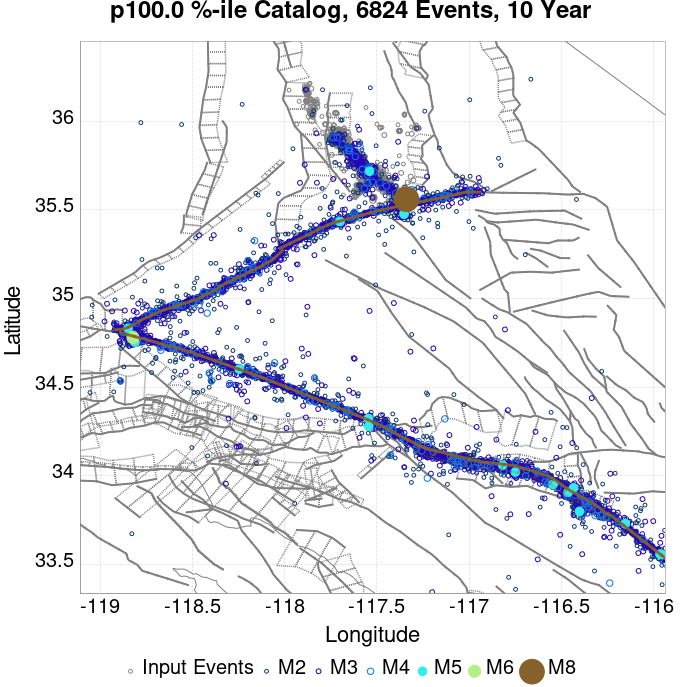 p100.0 %-ile Catalog, 6824 Events, 10 Year
36
35.5
35
34.5
34
33.5
Latitude
-119 -118.5 -118 -117.5 -117 -116.5 -116
Longitude
Input Events M2 M3 M4 M5 M6 M8